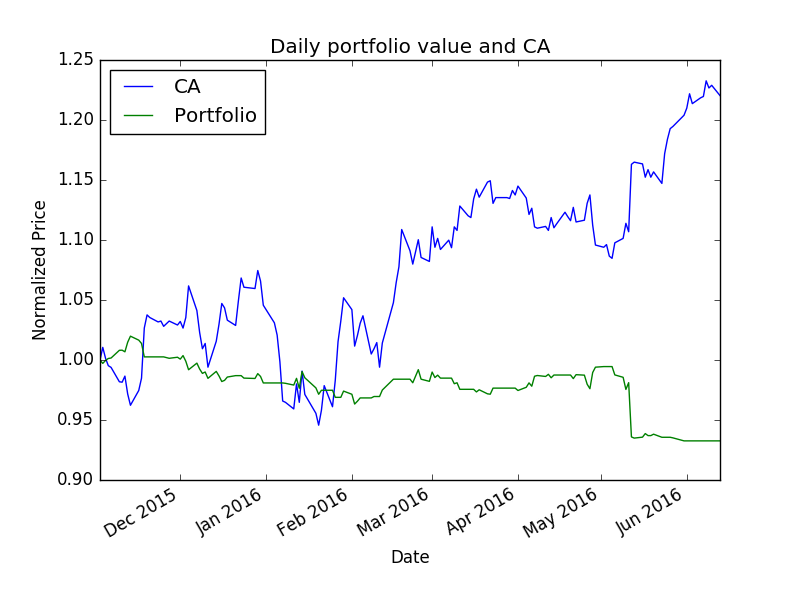 Daily portfolio value and CA
1.25
1.20
1.15
1.10
1.05
1.00
0.95
0.90
Normalized Price
CA
Portfolio
Dec 2015
Jan 2016
Feb 2016
Mar 2016
Apr 2016
May 2016
Jun 2016
Date